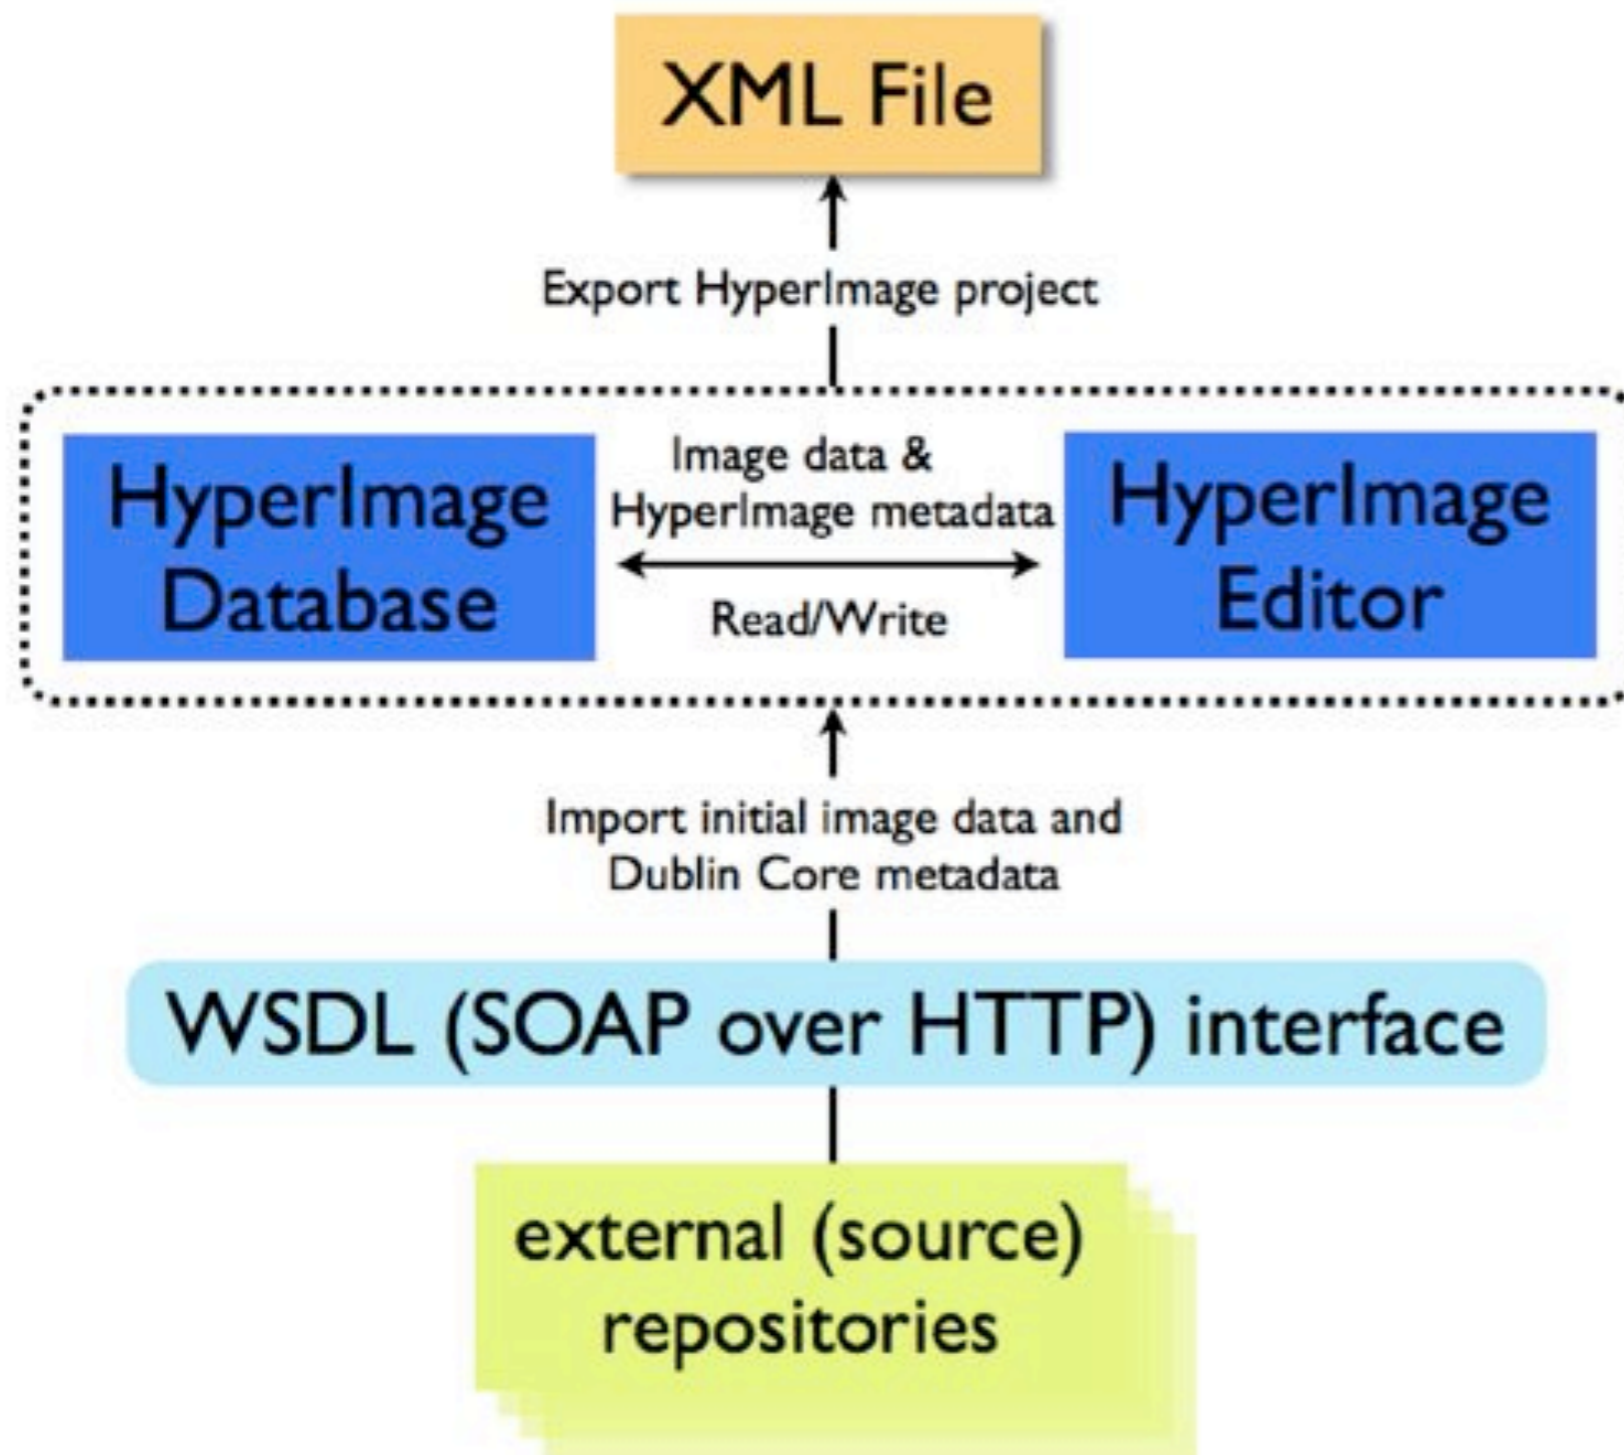 XML File
Export HyperImage project
HyperImage
Database
Image data &
HyperImage metadata
Read/Write
HyperImage
Editor
Import initial image data and
Dublin Core metadata
WSDL (SOAP over HTTP) interface
external (source)
repositories